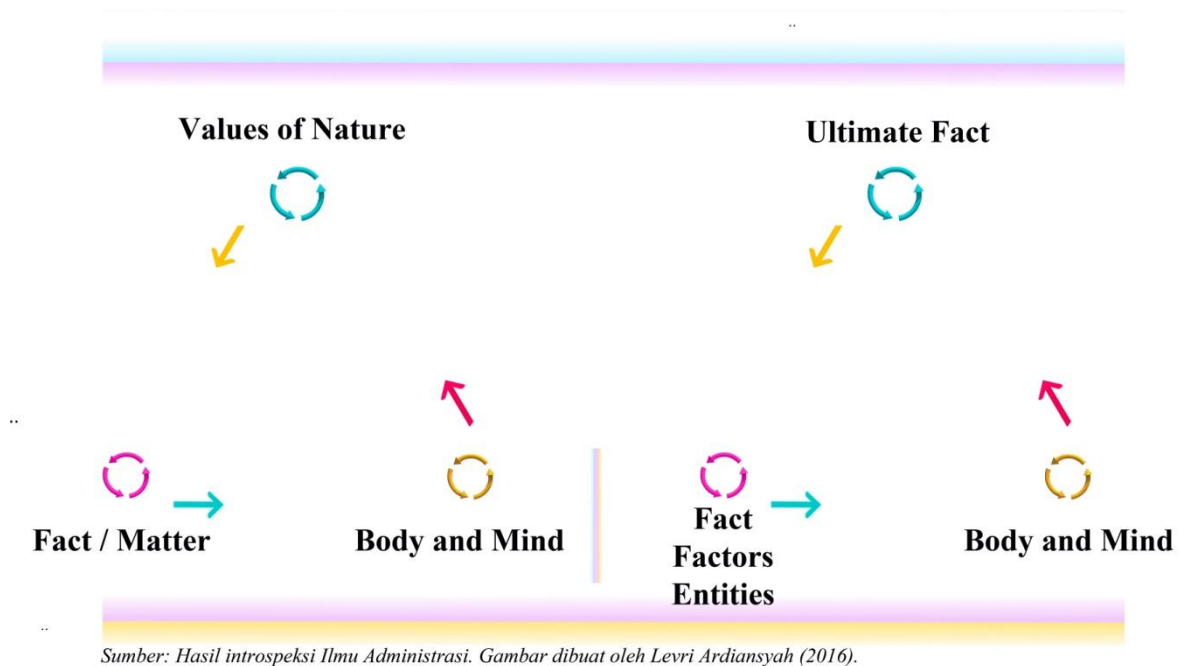 ..
Values of Nature
Ultimate Fact
..
Fact / Matter
Body and Mind
Fact
Factors
Entities
Body and Mind
..
Sumber: Hasil introspeksi Ilmu Administrasi. Gambar dibuat oleh Levri Ardiansyah (2016).